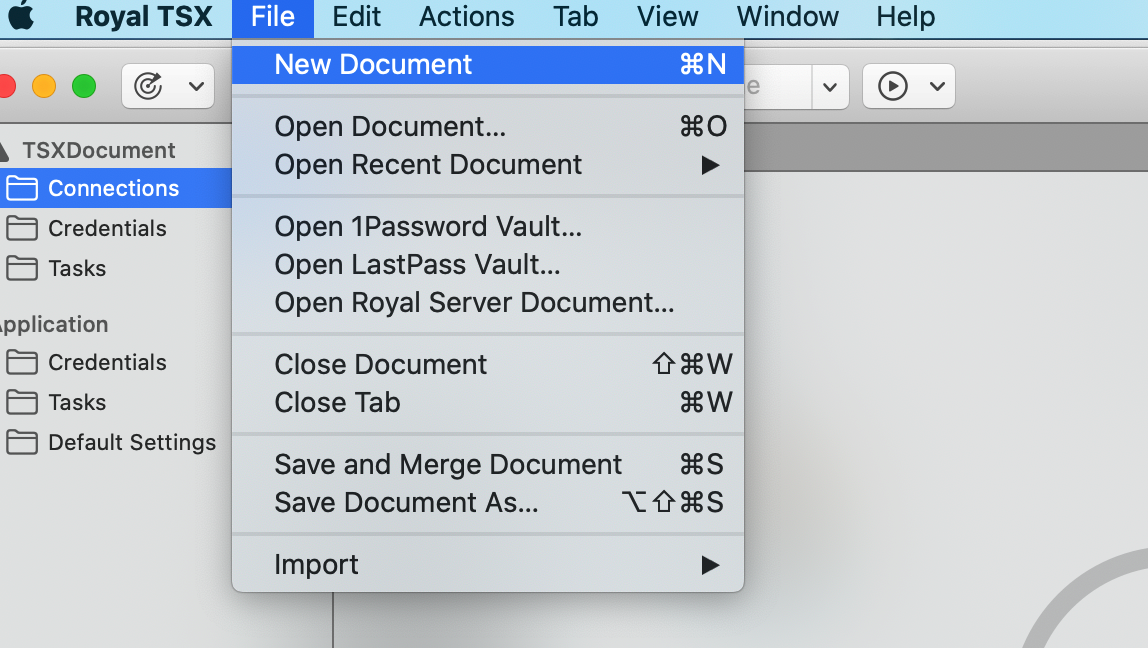 Royal TSX File Edit Actions Tab View Window Help
New Document ⌘N
Open Document... ⌘O
Open Recent Document ▶
Open 1Password Vault...
Open LastPass Vault...
Open Royal Server Document...
Close Document ⇧⌘W
Close Tab ⌘W
Save and Merge Document ⌘S
Save Document As... ⌥⇧⌘S
Import ▶
TSXDocument
Connections
Credentials
Tasks
Application
Credentials
Tasks
Default Settings